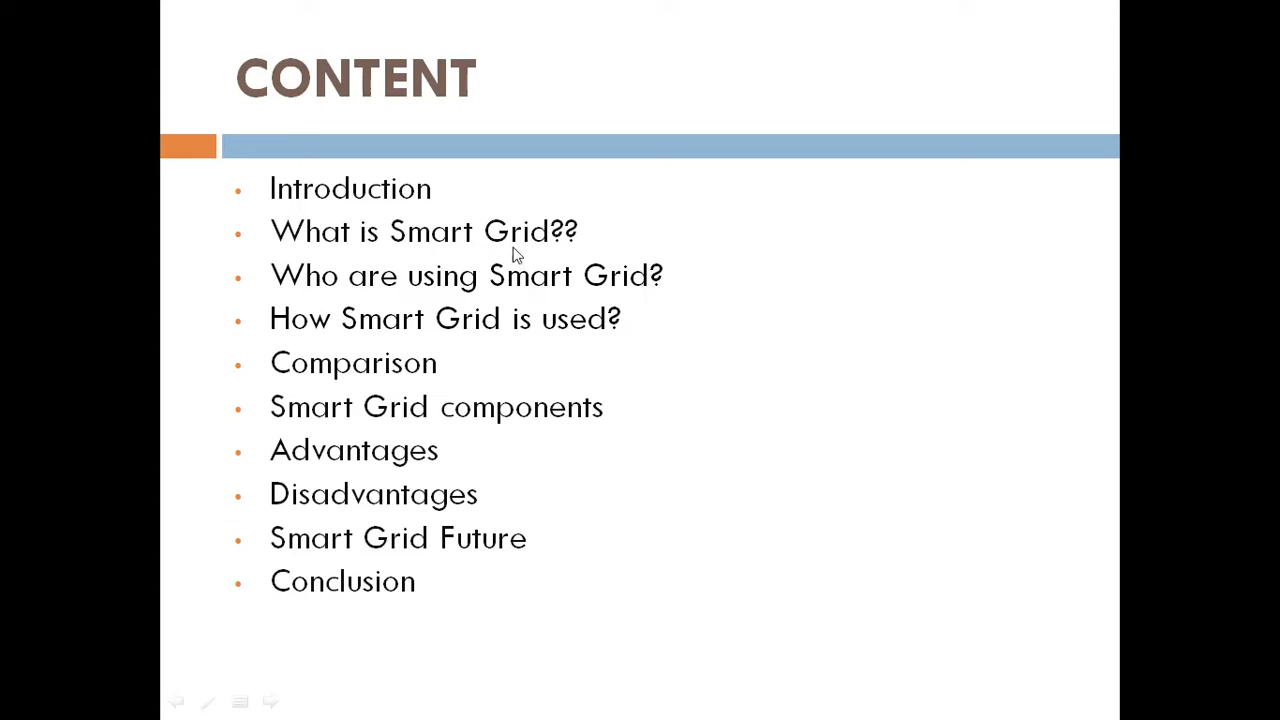 CONTENT
• Introduction
• What is Smart Grid??
• Who are using Smart Grid?
• How Smart Grid is used?
• Comparison
• Smart Grid components
• Advantages
• Disadvantages
• Smart Grid Future
• Conclusion